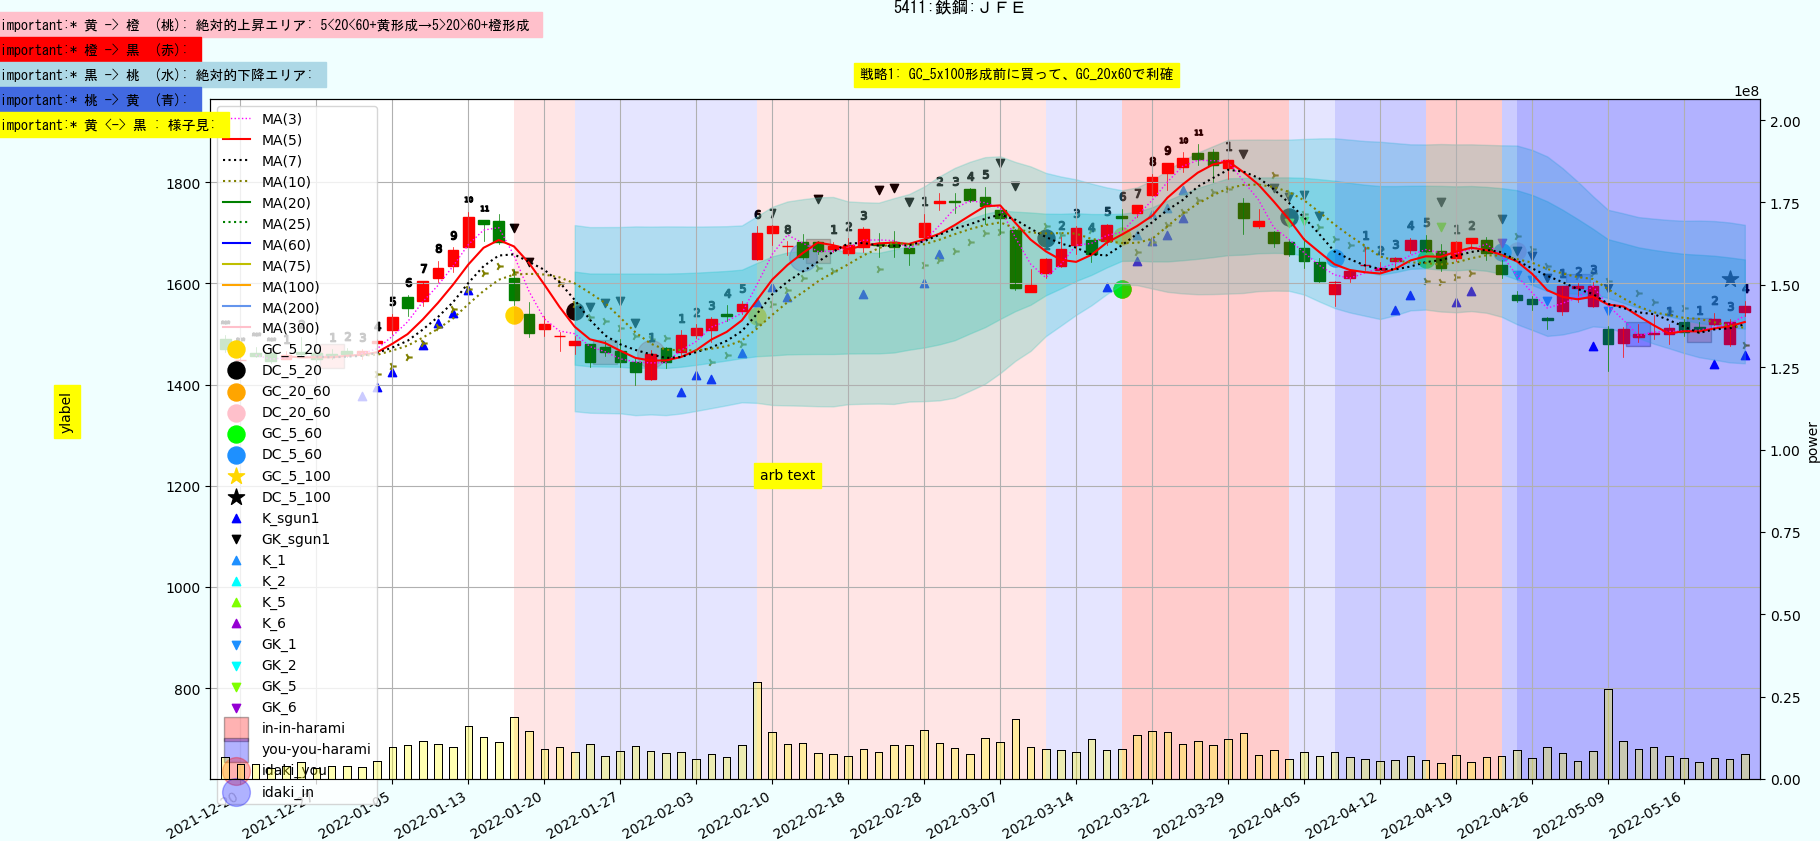 5411:鉄鋼:ＪＦＥ
important:* 黄 -> 橙 （桃）: 絶対的上昇エリア: 5<20<60+黄形成→5>20>60+橙形成
important:* 橙 -> 黒 （赤）:
important:* 黒 -> 桃 （水）: 絶対的下降エリア:
戦略1: GC_5x100形成前に買って、GC_20x60で利確
important:* 桃 -> 黄 （青）:
important:* 黄 <-> 黒 : 様子見:
1e8
MA(3)
MA(5)
MA(7)
MA(10)
MA(20)
MA(25)
MA(60)
MA(75)
MA(100)
MA(200)
MA(300)
GC_5_20
DC_5_20
GC_20_60
DC_20_60
GC_5_60
DC_5_60
GC_5_100
DC_5_100
K_sgun1
GK_sgun1
K_1
K_2
K_5
K_6
GK_1
GK_2
GK_5
GK_6
in-in-harami
you-you-harami
idaki_you
idaki_in
1800
1600
1400
1200
1000
800
ylabel
arb text
2.00
1.75
1.50
1.25
1.00
0.75
0.50
0.25
0.00
power
2022-01-05
2022-01-13
2022-01-20
2022-01-27
2022-02-03
2022-02-10
2022-02-18
2022-02-28
2022-03-07
2022-03-14
2022-03-22
2022-03-29
2022-04-05
2022-04-12
2022-04-19
2022-04-26
2022-05-09
2022-05-16